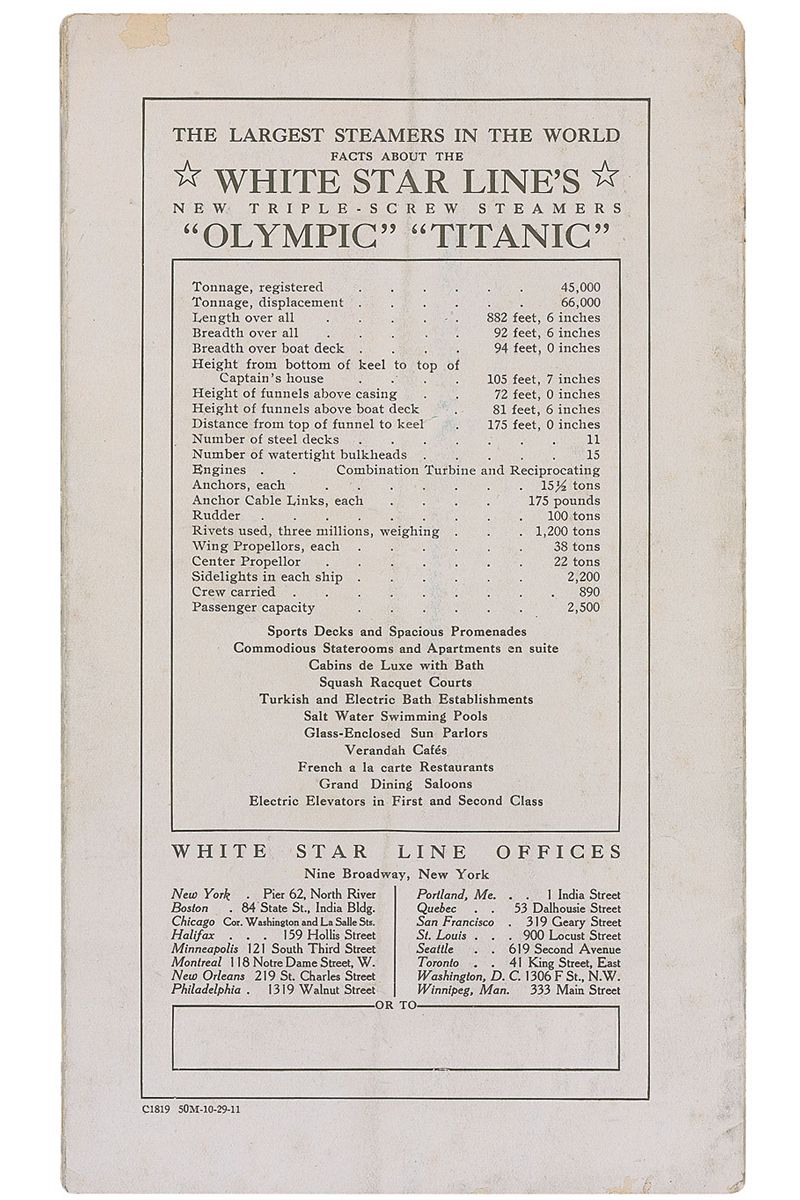 THE LARGEST STEAMERS IN THE WORLD
FACTS ABOUT THE
☆ WHITE STAR LINE'S ☆
NEW TRIPLE-SCREW STEAMERS
"OLYMPIC" "TITANIC"
Tonnage, registered . . . . . . 45,000
Tonnage, displacement . . . . . . 66,000
Length over all . . . . . 882 feet, 6 inches
Breadth over all . . . . . 92 feet, 6 inches
Breadth over boat deck . . . . 94 feet, 0 inches
Height from bottom of keel to top of
Captain's house . . . . 105 feet, 7 inches
Height of funnels above casing . . 72 feet, 0 inches
Height of funnels above boat deck . 81 feet, 6 inches
Distance from top of funnel to keel . 175 feet, 0 inches
Number of steel decks . . . . . . . 11
Number of watertight bulkheads . . . . . 15
Engines . . Combination Turbine and Reciprocating
Anchors, each . . . . . . . 15½ tons
Anchor Cable Links, each . . . . 175 pounds
Rudder . . . . . . . . 100 tons
Rivets used, three millions, weighing . . . 1,200 tons
Wing Propellors, each . . . . . . 38 tons
Center Propellor . . . . . . . 22 tons
Sidelights in each ship . . . . . . 2,200
Crew carried . . . . . . . . 890
Passenger capacity . . . . . . 2,500
Sports Decks and Spacious Promenades
Commodious Staterooms and Apartments en suite
Cabins de Luxe with Bath
Squash Racquet Courts
Turkish and Electric Bath Establishments
Salt Water Swimming Pools
Glass-Enclosed Sun Parlors
Verandah Cafés
French a la carte Restaurants
Grand Dining Saloons
Electric Elevators in First and Second Class
WHITE STAR LINE OFFICES
Nine Broadway, New York
New York . Pier 62, North River
Boston . 84 State St., India Bldg.
Chicago Cor. Washington and La Salle Sts.
Halifax . . . 159 Hollis Street
Minneapolis 121 South Third Street
Montreal 118 Notre Dame Street, W.
New Orleans 219 St. Charles Street
Philadelphia . 1319 Walnut Street
Portland, Me. . . 1 India Street
Quebec . . 53 Dalhousie Street
San Francisco . 319 Geary Street
St. Louis . . . 900 Locust Street
Seattle . . 619 Second Avenue
Toronto . . 41 King Street, East
Washington, D. C. 1306 F St., N.W.
Winnipeg, Man. 333 Main Street
OR TO
C1819 50M-10-29-11